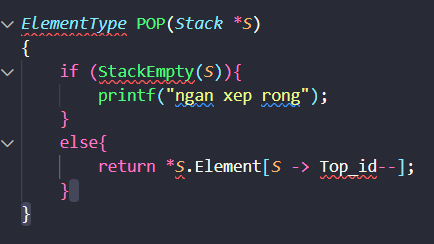 ElementType POP(Stack *S)
{
    if (StackEmpty(S)){
        printf("ngan xep rong");
    }
    else{
        return *S.Element[S -> Top_id--];
    }
}